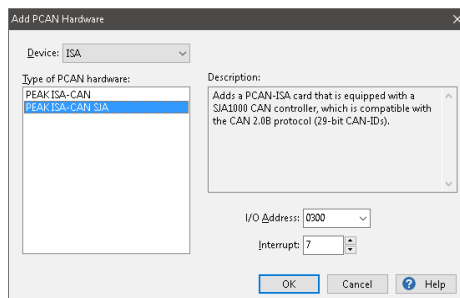 Add PCAN Hardware
Device: ISA
Type of PCAN hardware:
PEAK ISA-CAN
PEAK ISA-CAN SJA
Description:
Adds a PCAN-ISA card that is equipped with a
SJA1000 CAN controller, which is compatible with
the CAN 2.0B protocol (29-bit CAN-IDs).
I/O Address: 0300
Interrupt: 7
OK Cancel Help